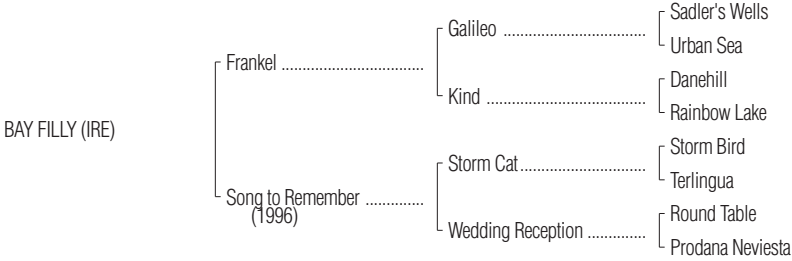 Sadler's Wells
Galileo ..................................
Urban Sea
Frankel ..................................
Danehill
Kind ......................................
Rainbow Lake
BAY FILLY (IRE)
Storm Bird
Storm Cat..............................
Terlingua
Song to Remember ..............
(1996)
Round Table
Wedding Reception ..............
Prodana Neviesta